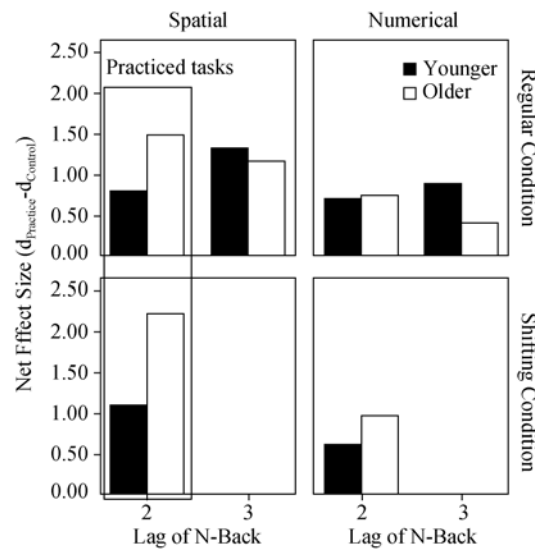 Spatial
Numerical
2.50
2.00
1.50
1.00
0.50
0.00
Practiced tasks
Younger
Older
Regular Condition
Net Fffect Size (dPractice-dControl)
2.50
2.00
1.50
1.00
0.50
0.00
Shifting Condition
2 3
2 3
Lag of N-Back
Lag of N-Back